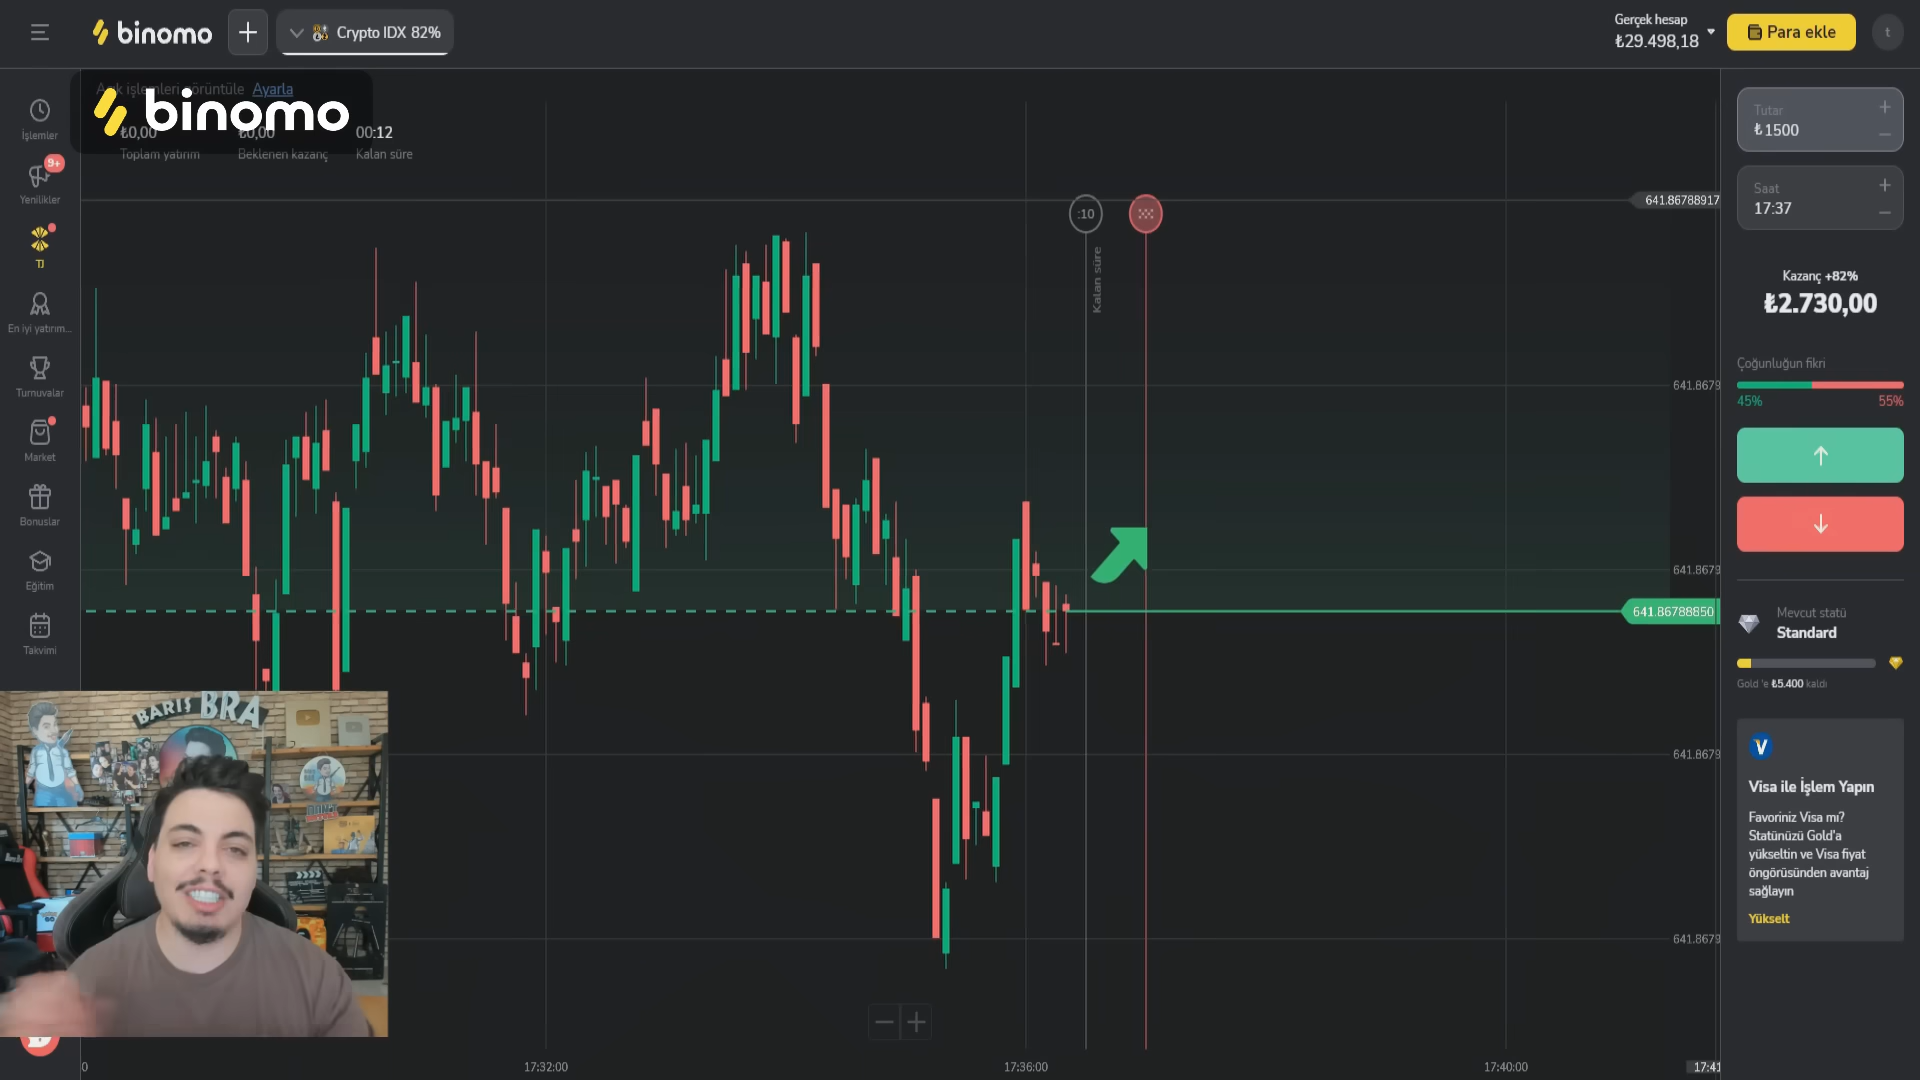 binomo
Crypto IDX 82%
Gerçek hesap
₺29.498,18
Para ekle
t
Açık işlemleri görüntüle Ayarla
binomo
₺0,00
₺0,00
00:12
Toplam yatırım
Beklenen kazanç
Kalan süre
İşlemler
9+
Yenilikler
TJ
En iyi yatırım...
Turnuvalar
Market
Bonuslar
Eğitim
Takvimi
:10
Kalan süre
641.86788917
641.8679
641.8679
641.86788850
641.8679
641.8679
Tutar
₺1500
Saat
17:37
Kazanç +82%
₺2.730,00
Çoğunluğun fikri
45%
55%
Mevcut statü
Standard
Gold 'e ₺5.400 kaldı
V
Visa ile İşlem Yapın
Favoriniz Visa mı?
Statünüzü Gold'a
yükseltin ve Visa fiyat
öngörüsünden avantaj
sağlayın
Yükselt
BARIŞ BRA
0
17:32:00
17:36:00
17:40:00
17:41